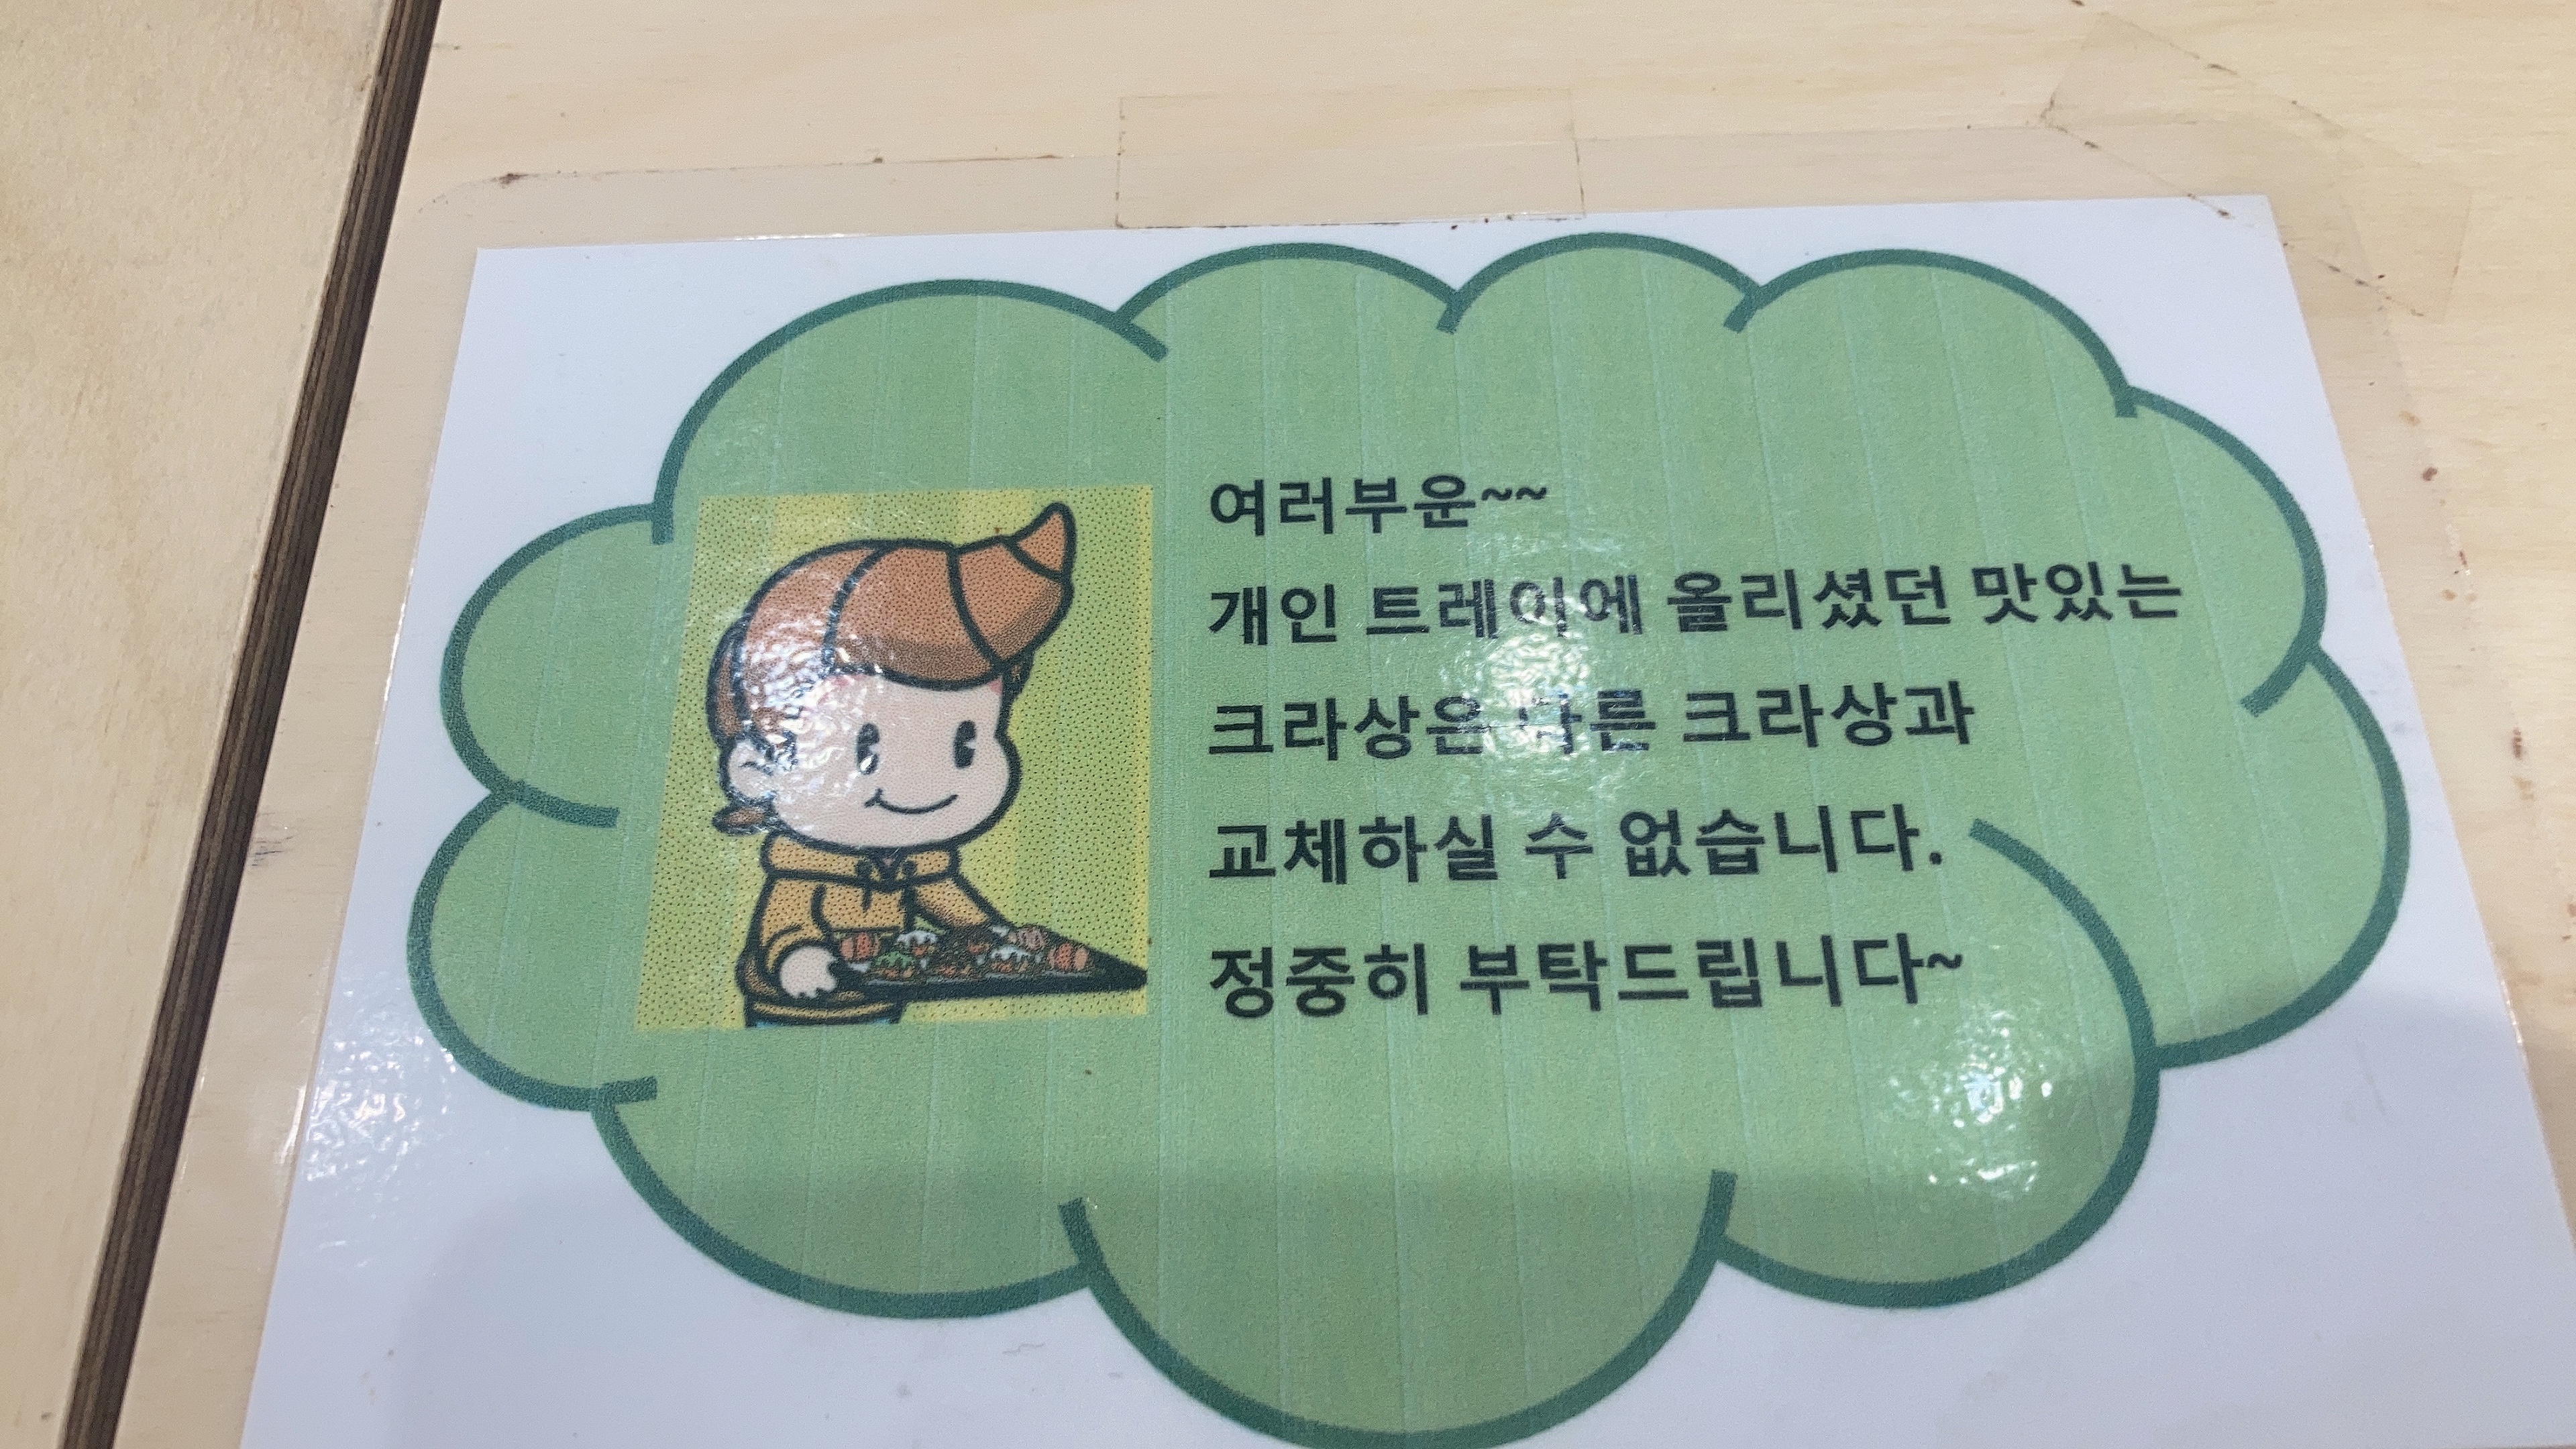 여러부운~~
개인 트레이에 올리셨던 맛있는
크라상은 다른 크라상과
교체하실 수 없습니다.
정중히 부탁드립니다~